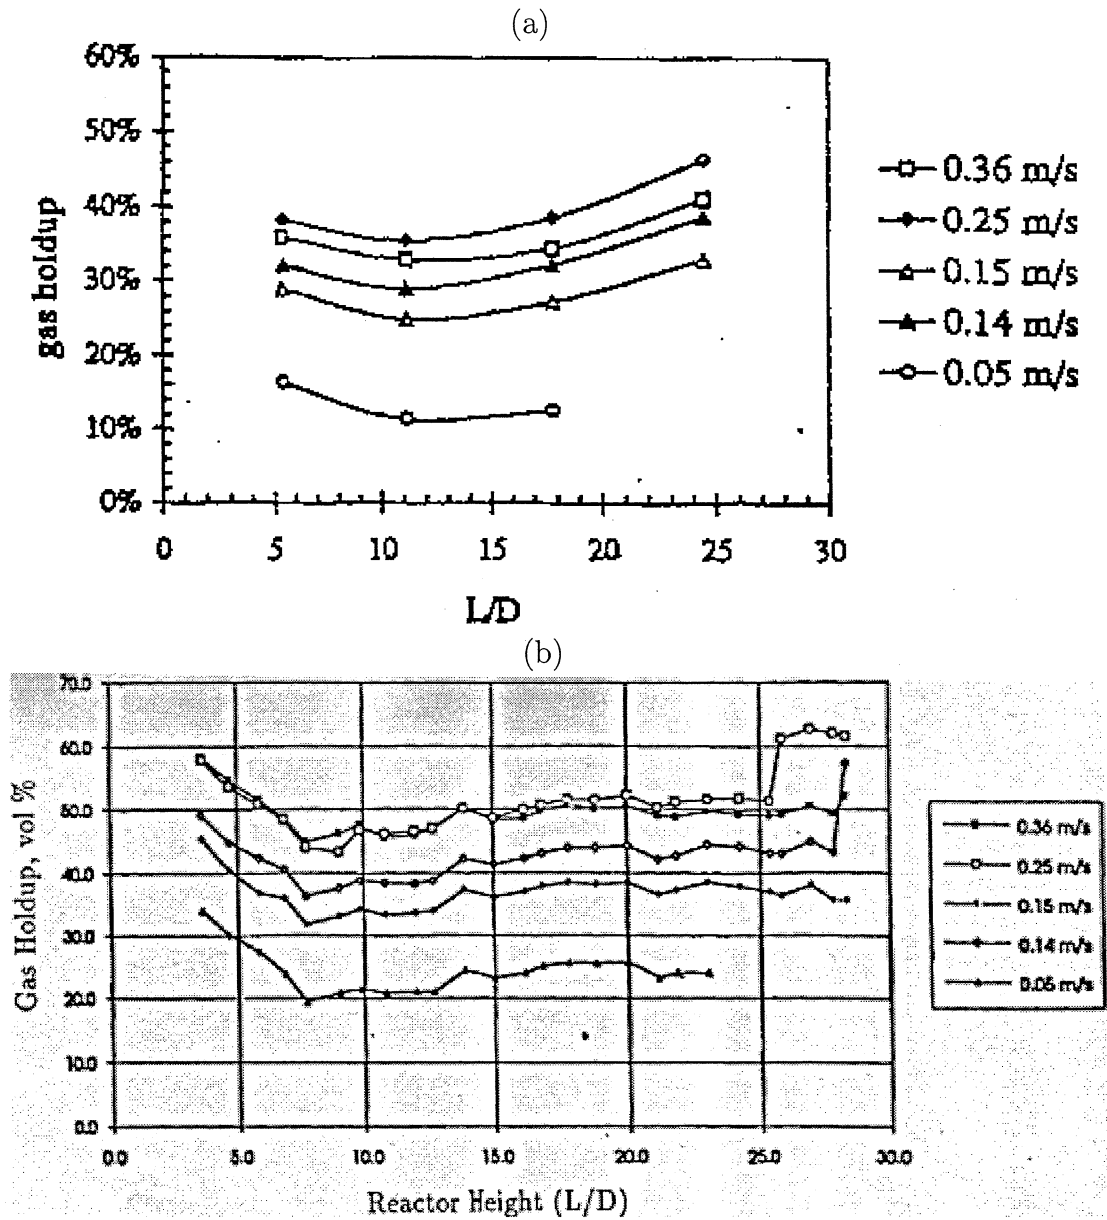 (a)
60%
50%
40%
30%
20%
10%
0%
gas holdup
0 5 10 15 20 25 30
L/D
0.36 m/s
0.25 m/s
0.15 m/s
0.14 m/s
0.05 m/s
(b)
70.0
60.0
50.0
40.0
30.0
20.0
10.0
0.0
Gas Holdup, vol %
0.0 5.0 10.0 15.0 20.0 25.0 30.0
Reactor Height (L/D)
0.36 m/s
0.25 m/s
0.15 m/s
0.14 m/s
0.05 m/s